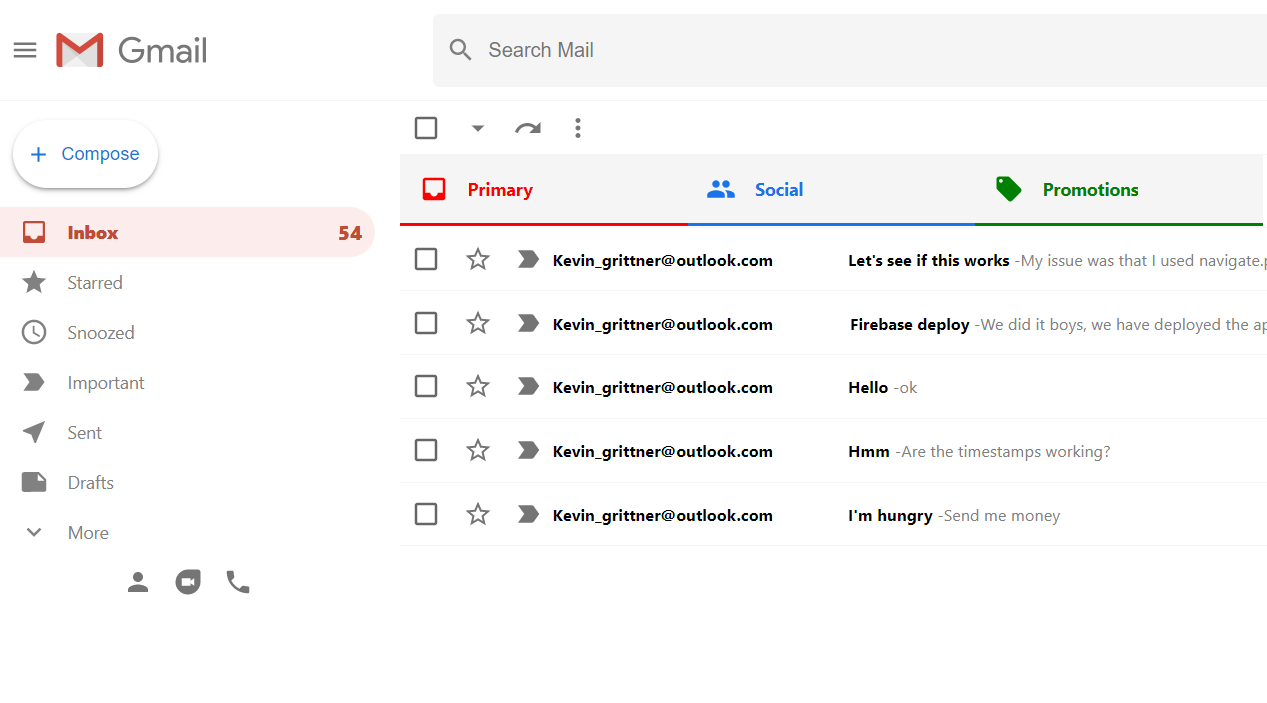 Gmail
Search Mail
Compose
Inbox 54
Starred
Snoozed
Important
Sent
Drafts
More
Primary Social Promotions
Kevin_grittner@outlook.com Let's see if this works -My issue was that I used navigate.p
Kevin_grittner@outlook.com Firebase deploy -We did it boys, we have deployed the ap
Kevin_grittner@outlook.com Hello -ok
Kevin_grittner@outlook.com Hmm -Are the timestamps working?
Kevin_grittner@outlook.com I'm hungry -Send me money